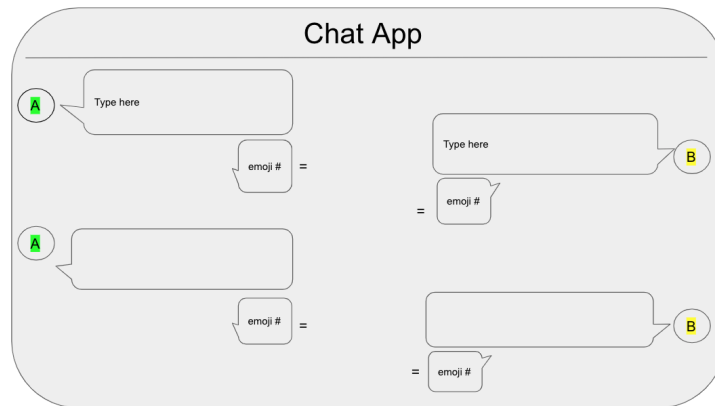 Chat App
A
Type here
emoji # =
Type here
B
= emoji #
A
emoji # =
B
= emoji #